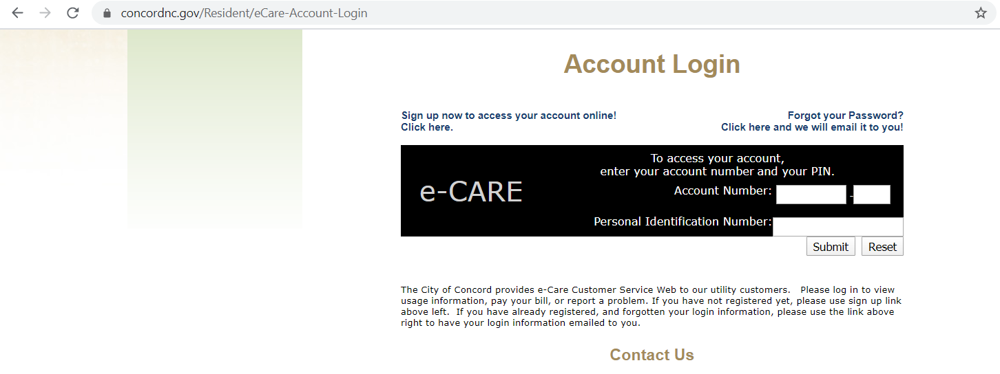 concordnc.gov/Resident/eCare-Account-Login
Account Login
Sign up now to access your account online!
Click here.
Forgot your Password?
Click here and we will email it to you!
e-CARE
To access your account,
enter your account number and your PIN.
Account Number: -
Personal Identification Number:
Submit Reset
The City of Concord provides e-Care Customer Service Web to our utility customers.   Please log in to view
usage information, pay your bill, or report a problem. If you have not registered yet, please use sign up link
above left.  If you have already registered, and forgotten your login information, please use the link above
right to have your login information emailed to you.
Contact Us